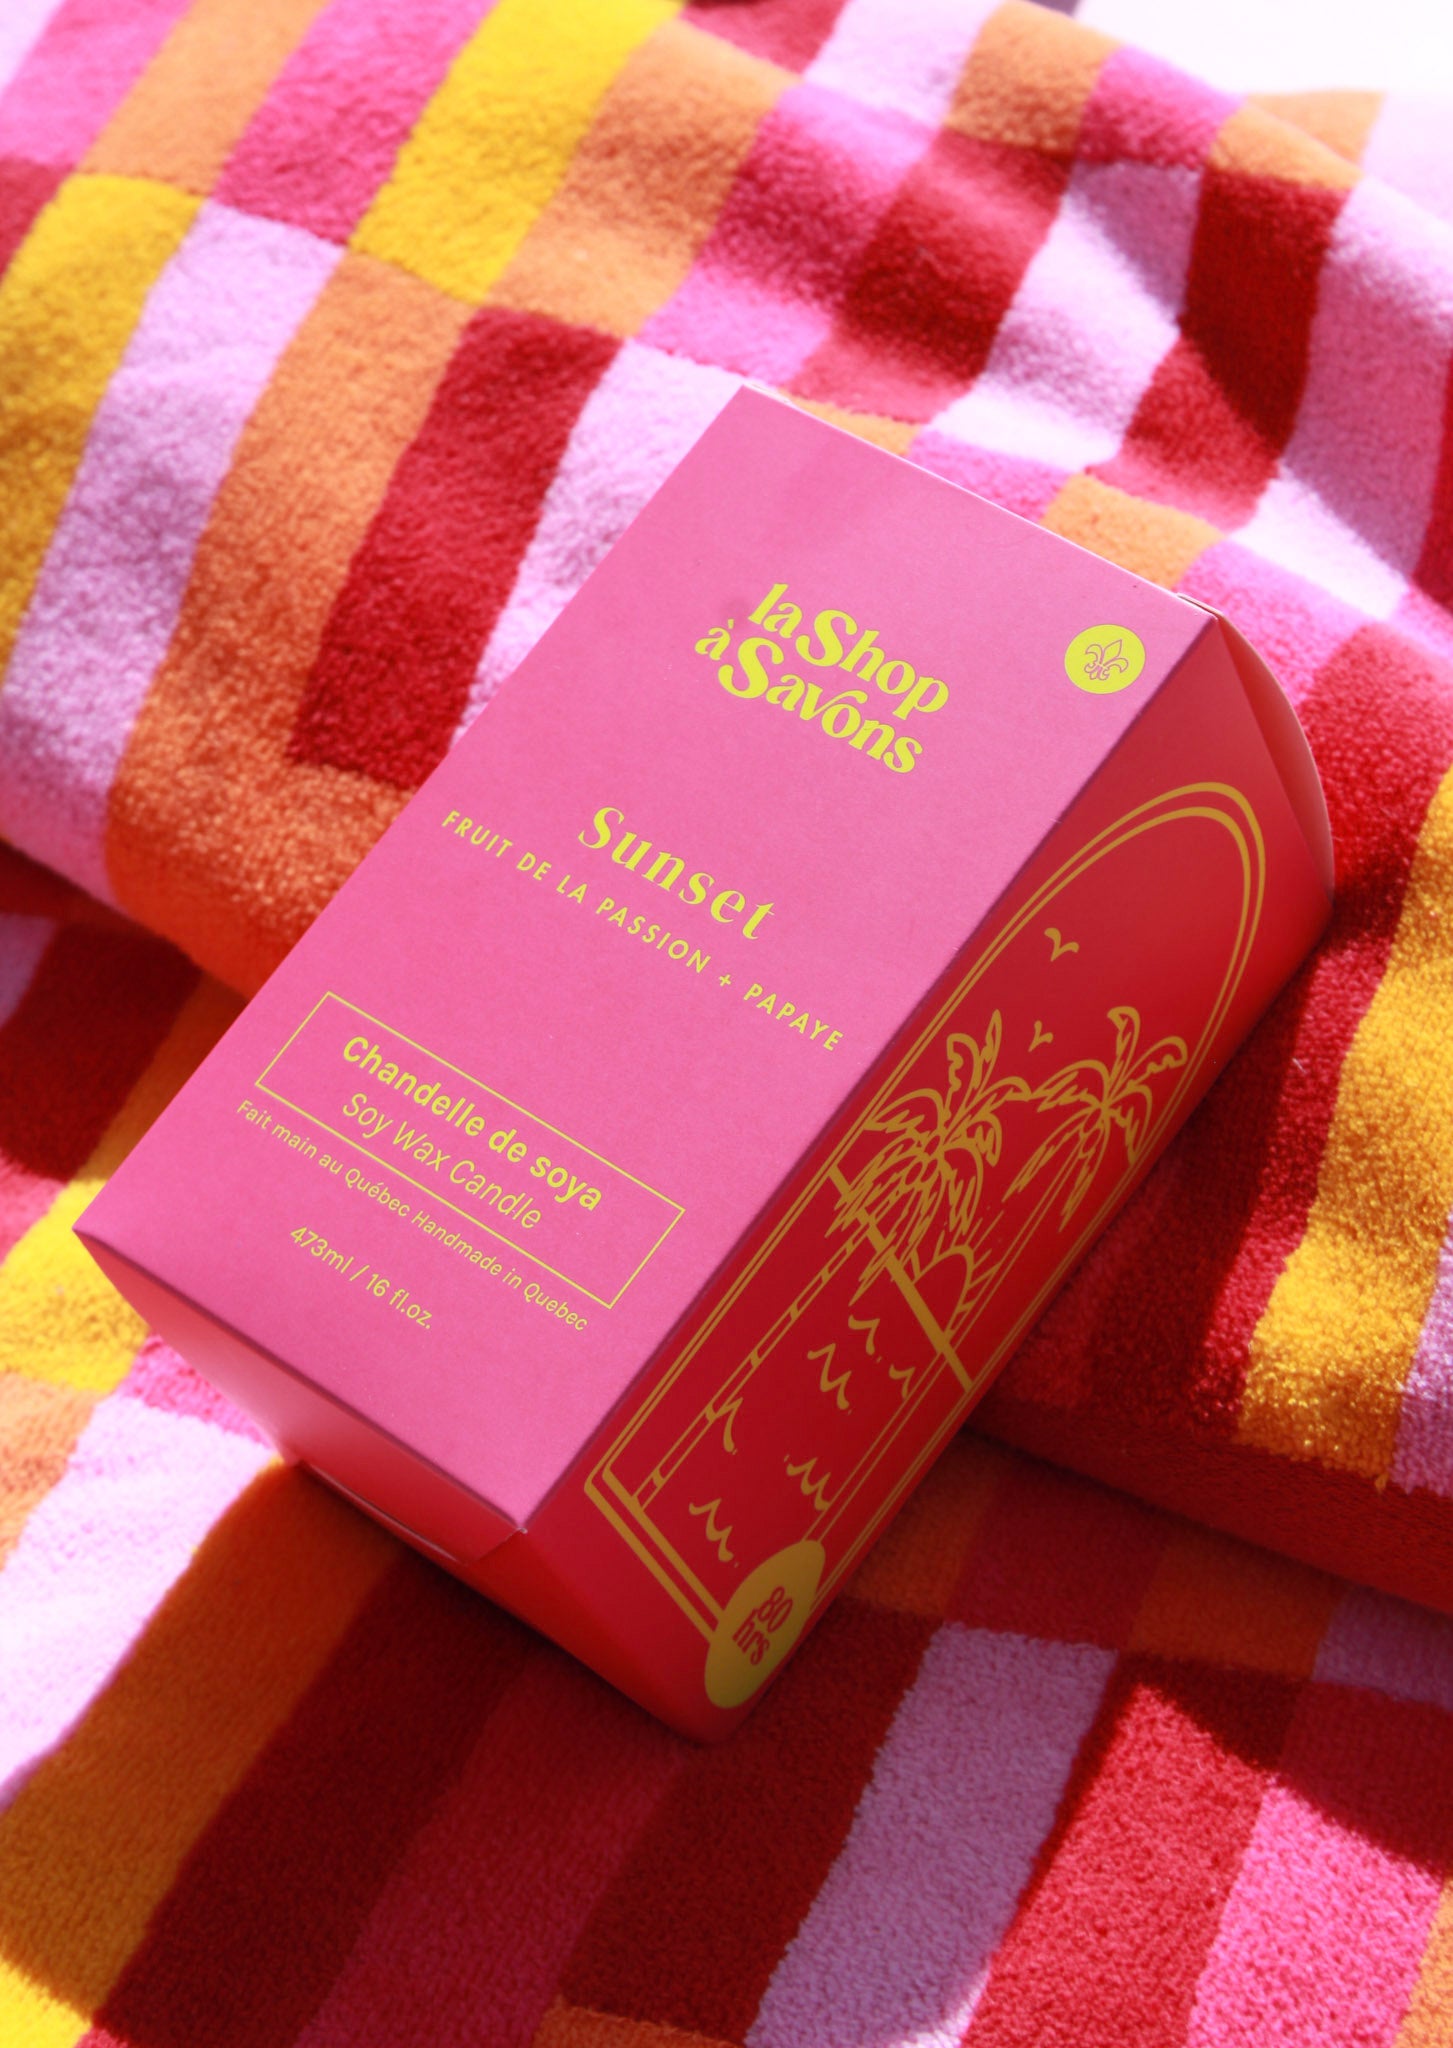 la Shop
à Savons
Sunset
FRUIT DE LA PASSION + PAPAYE
Chandelle de soya
Soy Wax Candle
Fait main au Québec Handmade in Quebec
473ml / 16 fl.oz.
80
hrs